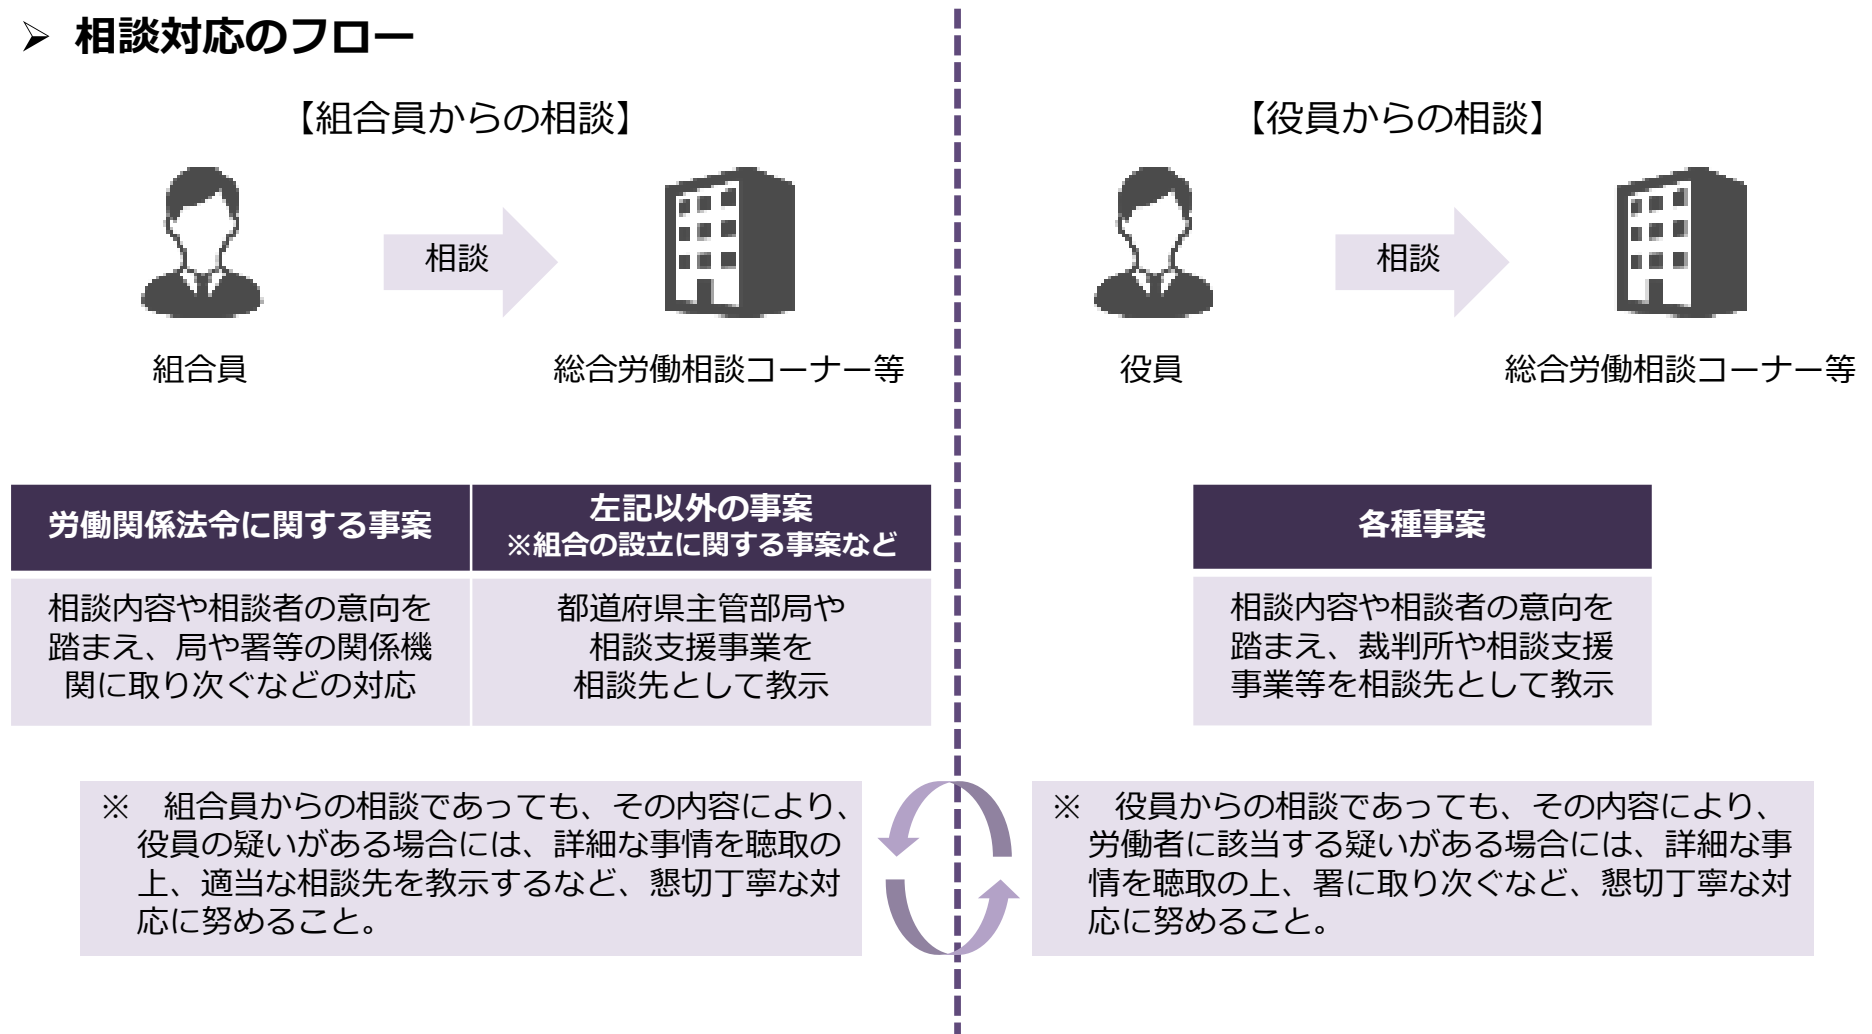 ➢ 相談対応のフロー
【組合員からの相談】
相談
組合員
総合労働相談コーナー等
労働関係法令に関する事案
左記以外の事案
※組合の設立に関する事案など
相談内容や相談者の意向を
踏まえ、局や署等の関係機
関に取り次ぐなどの対応
都道府県主管部局や
相談支援事業を
相談先として教示
※　組合員からの相談であっても、その内容により、
役員の疑いがある場合には、詳細な事情を聴取の
上、適当な相談先を教示するなど、懇切丁寧な対
応に努めること。
【役員からの相談】
相談
役員
総合労働相談コーナー等
各種事案
相談内容や相談者の意向を
踏まえ、裁判所や相談支援
事業等を相談先として教示
※　役員からの相談であっても、その内容により、
労働者に該当する疑いがある場合には、詳細な事
情を聴取の上、署に取り次ぐなど、懇切丁寧な対
応に努めること。